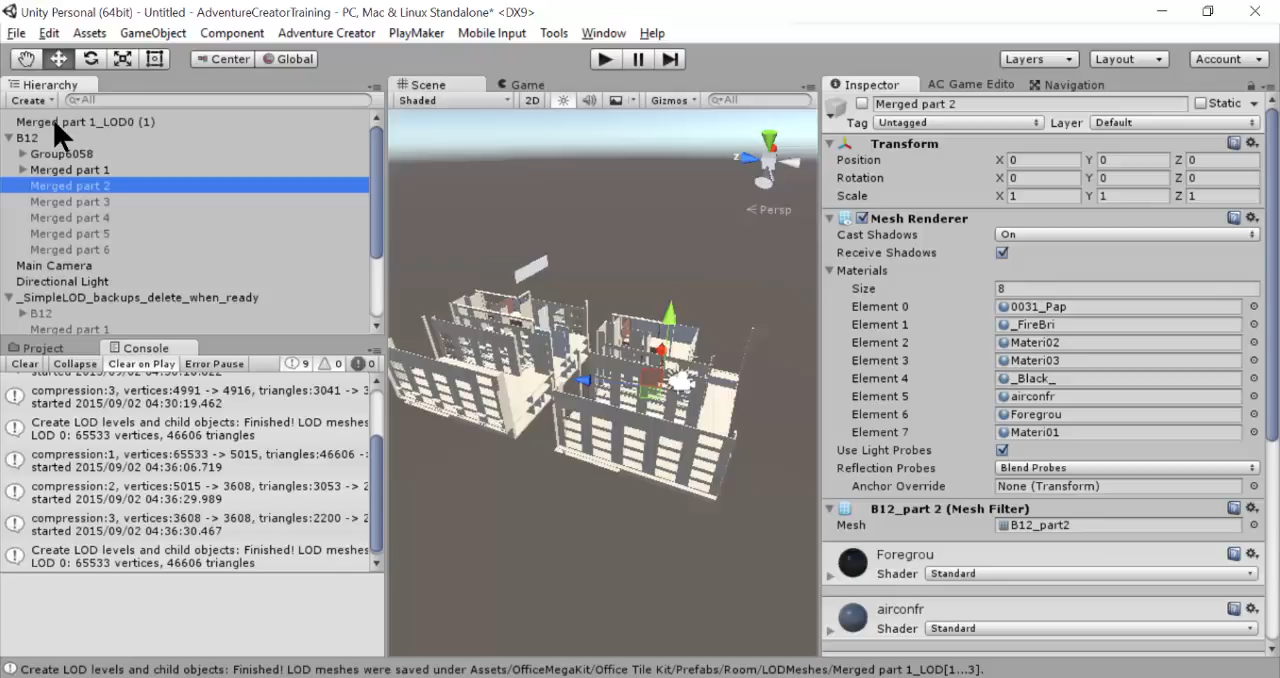 Unity Personal (64bit) - Untitled - AdventureCreatorTraining - PC, Mac & Linux Standalone* <DX9>
File Edit Assets GameObject Component Adventure Creator PlayMaker Mobile Input Tools Window Help
Center Global Layers Layout Account
Hierarchy
Create All
Merged part 1_LOD0 (1)
B12
Group6058
Merged part 1
Merged part 2
Merged part 3
Merged part 4
Merged part 5
Merged part 6
Main Camera
Directional Light
_SimpleLOD_backups_delete_when_ready
B12
Merged part 1
Project Console
Clear Collapse Clear on Play Error Pause 9 0 0
compression:3, vertices:4991 -> 4916, triangles:3041 -> 3
started 2015/09/02 04:30:19.462
Create LOD levels and child objects: Finished! LOD meshes
LOD 0: 65533 vertices, 46606 triangles
compression:1, vertices:65533 -> 5015, triangles:46606 ->
started 2015/09/02 04:36:06.719
compression:2, vertices:5015 -> 3608, triangles:3053 -> 2
started 2015/09/02 04:36:29.989
compression:3, vertices:3608 -> 3608, triangles:2200 -> 2
started 2015/09/02 04:36:30.467
Create LOD levels and child objects: Finished! LOD meshes
LOD 0: 65533 vertices, 46606 triangles
Scene Game
Shaded 2D Gizmos All
z
Persp
Inspector AC Game Edito Navigation
Merged part 2 Static
Tag Untagged Layer Default
Transform
Position X 0 Y 0 Z 0
Rotation X 0 Y 0 Z 0
Scale X 1 Y 1 Z 1
Mesh Renderer
Cast Shadows On
Receive Shadows
Materials
Size 8
Element 0 0031_Pap
Element 1 _FireBri
Element 2 Materi02
Element 3 Materi03
Element 4 _Black_
Element 5 airconfr
Element 6 Foregrou
Element 7 Materi01
Use Light Probes
Reflection Probes Blend Probes
Anchor Override None (Transform)
B12_part 2 (Mesh Filter)
Mesh B12_part2
Foregrou
Shader Standard
airconfr
Shader Standard
Create LOD levels and child objects: Finished! LOD meshes were saved under Assets/OfficeMegaKit/Office Tile Kit/Prefabs/Room/LODMeshes/Merged part 1_LOD[1...3].